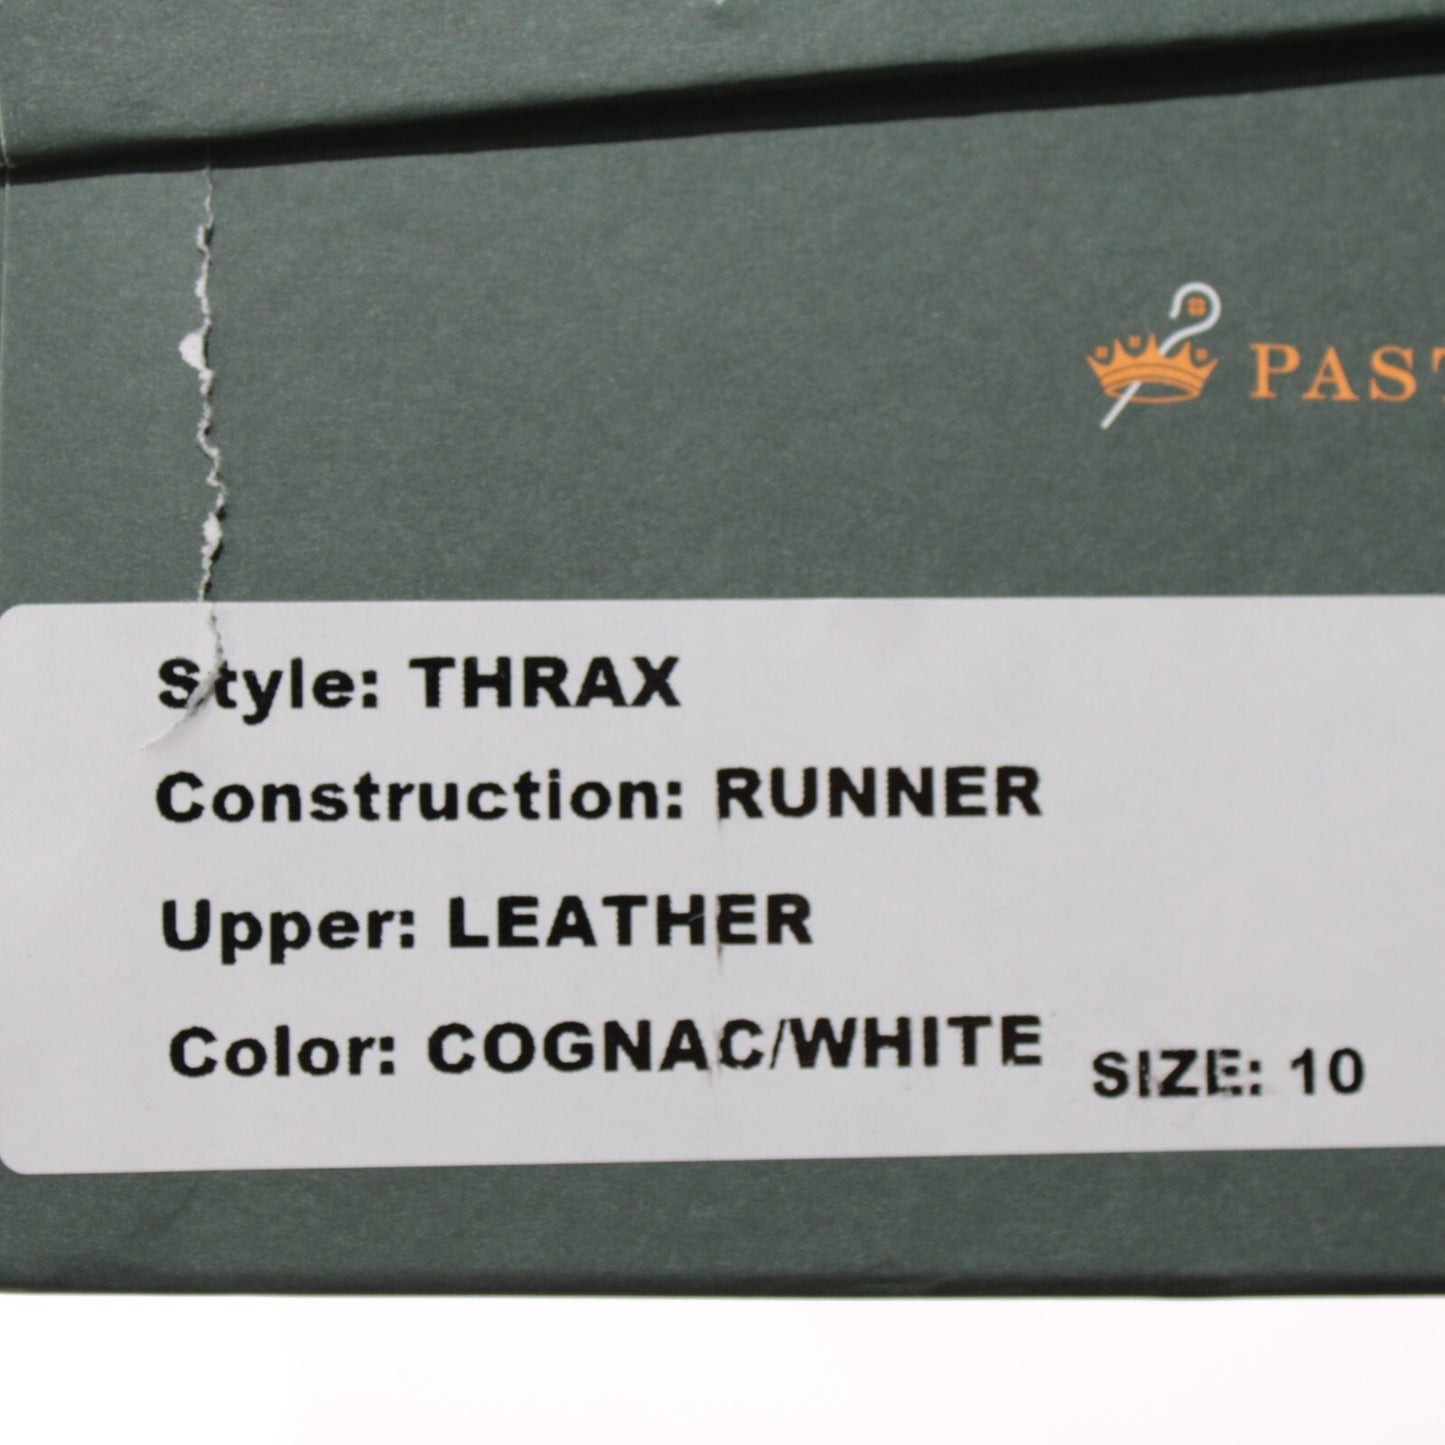 PAST
Style: THRAX
Construction: RUNNER
Upper: LEATHER
Color: COGNAC/WHITE
SIZE: 10